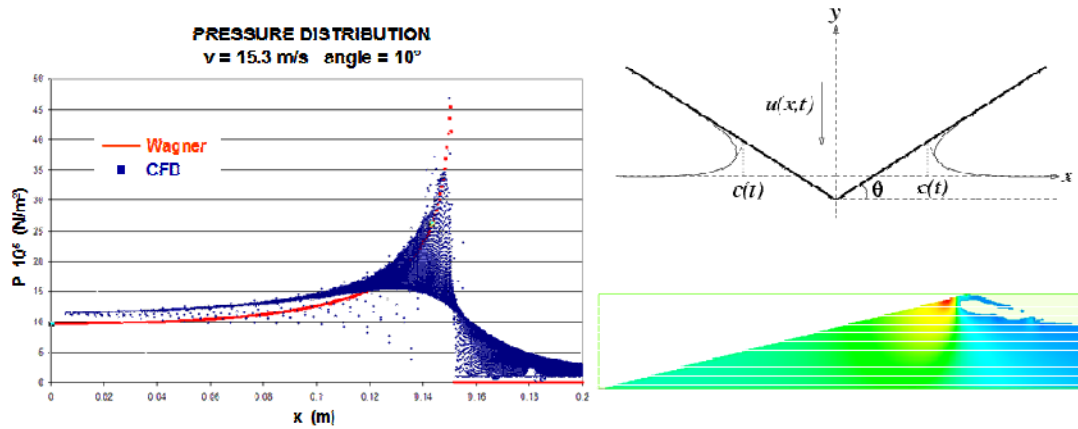 PRESSURE DISTRIBUTION
v = 15.3 m/s angle = 10°
50
45
40
35
30
25
20
15
10
5
0
P 10⁵ (N/m²)
Wagner
CFD
0 0.02 0.04 0.06 0.08 0.1 0.12 0.14 0.16 0.18 0.2
x (m)
y
u(x,t)
x
c(t) c(t)
θ